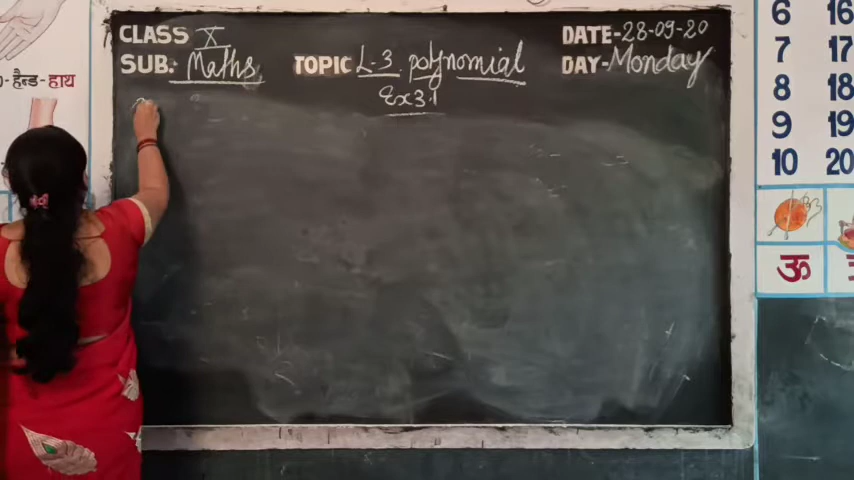 CLASS X
SUB.- Maths
TOPIC L-3 polynomial
Ex 3.1
DATE-28-09-20
DAY-Monday
हैन्ड-हाथ
6 16
7 17
8 18
9 19
10 20
ऊ